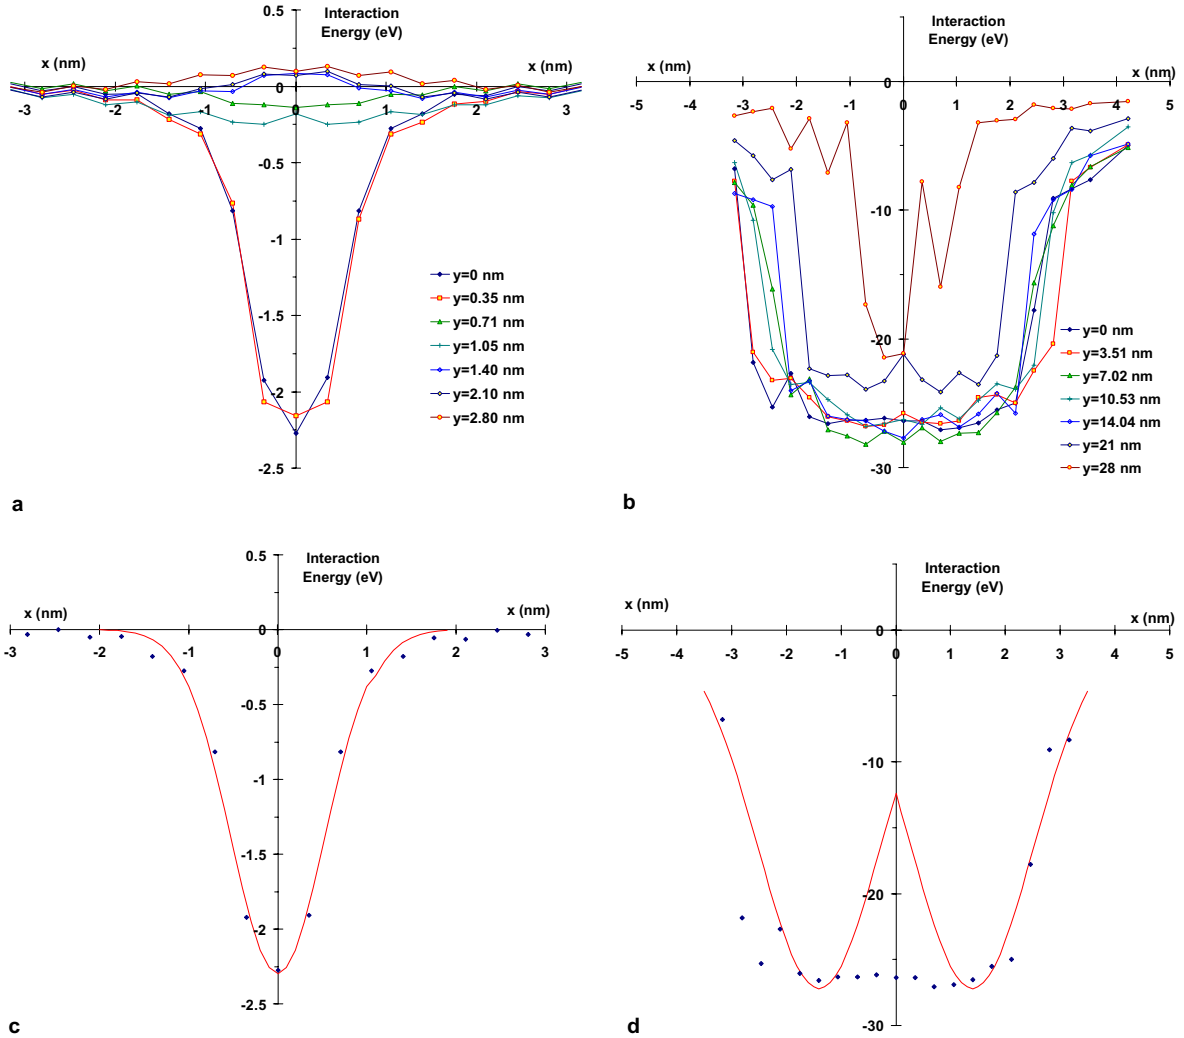 0.5
Interaction
Energy (eV)
x (nm)
x (nm)
0
-3
-2
-1
0
1
2
3
-0.5
-1
-1.5
-2
-2.5
y=0 nm
y=0.35 nm
y=0.71 nm
y=1.05 nm
y=1.40 nm
y=2.10 nm
y=2.80 nm
a
Interaction
Energy (eV)
x (nm)
x (nm)
0
-5
-4
-3
-2
-1
0
1
2
3
4
5
-10
-20
-30
y=0 nm
y=3.51 nm
y=7.02 nm
y=10.53 nm
y=14.04 nm
y=21 nm
y=28 nm
b
0.5
Interaction
Energy (eV)
x (nm)
x (nm)
0
-3
-2
-1
0
1
2
3
-0.5
-1
-1.5
-2
-2.5
c
Interaction
Energy (eV)
x (nm)
x (nm)
0
-5
-4
-3
-2
-1
0
1
2
3
4
5
-10
-20
-30
d